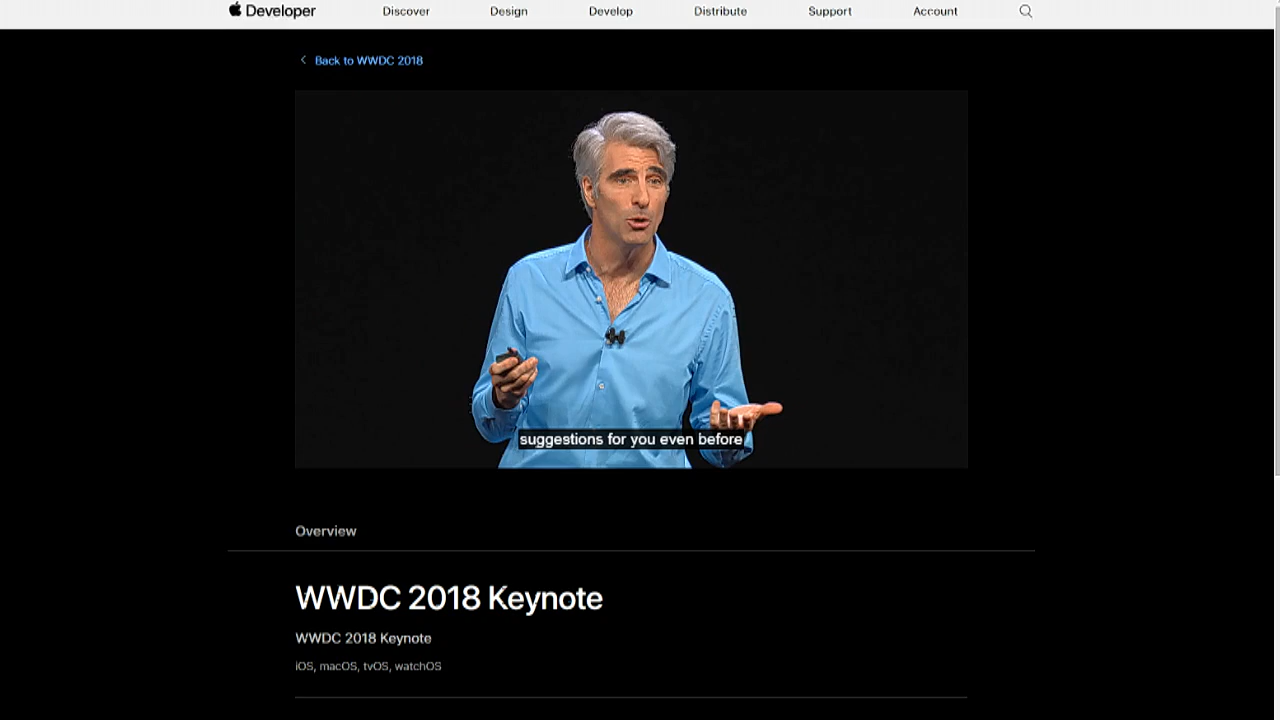 Developer Discover Design Develop Distribute Support Account
Back to WWDC 2018
suggestions for you even before
Overview
WWDC 2018 Keynote
WWDC 2018 Keynote
iOS, macOS, tvOS, watchOS